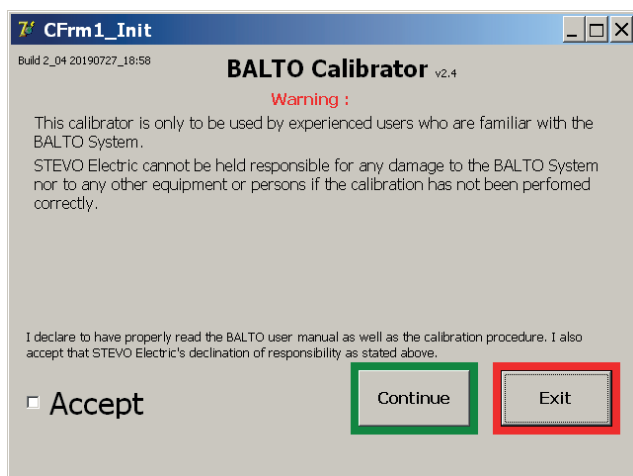 CFrm1_Init
Build 2_04 20190727_18:58
BALTO Calibrator v2.4
Warning :
This calibrator is only to be used by experienced users who are familiar with the
BALTO System.
STEVO Electric cannot be held responsible for any damage to the BALTO System
nor to any other equipment or persons if the calibration has not been perfomed
correctly.
I declare to have properly read the BALTO user manual as well as the calibration procedure. I also
accept that STEVO Electric's declination of responsibility as stated above.
Accept
Continue
Exit